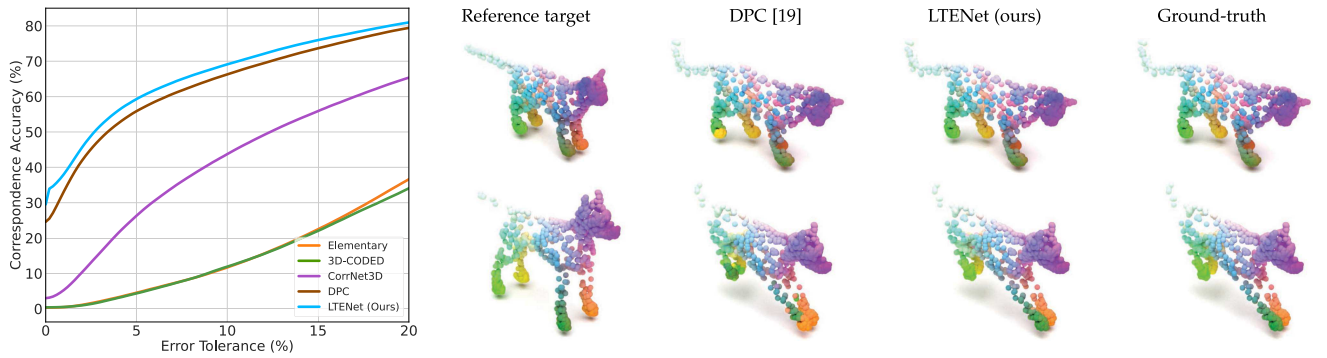 Correspondence Accuracy (%)
80
70
60
50
40
30
20
10
0
0
5
10
15
20
Error Tolerance (%)
Elementary
3D-CODED
CorrNet3D
DPC
LTENet (Ours)
Reference target
DPC [19]
LTENet (ours)
Ground-truth